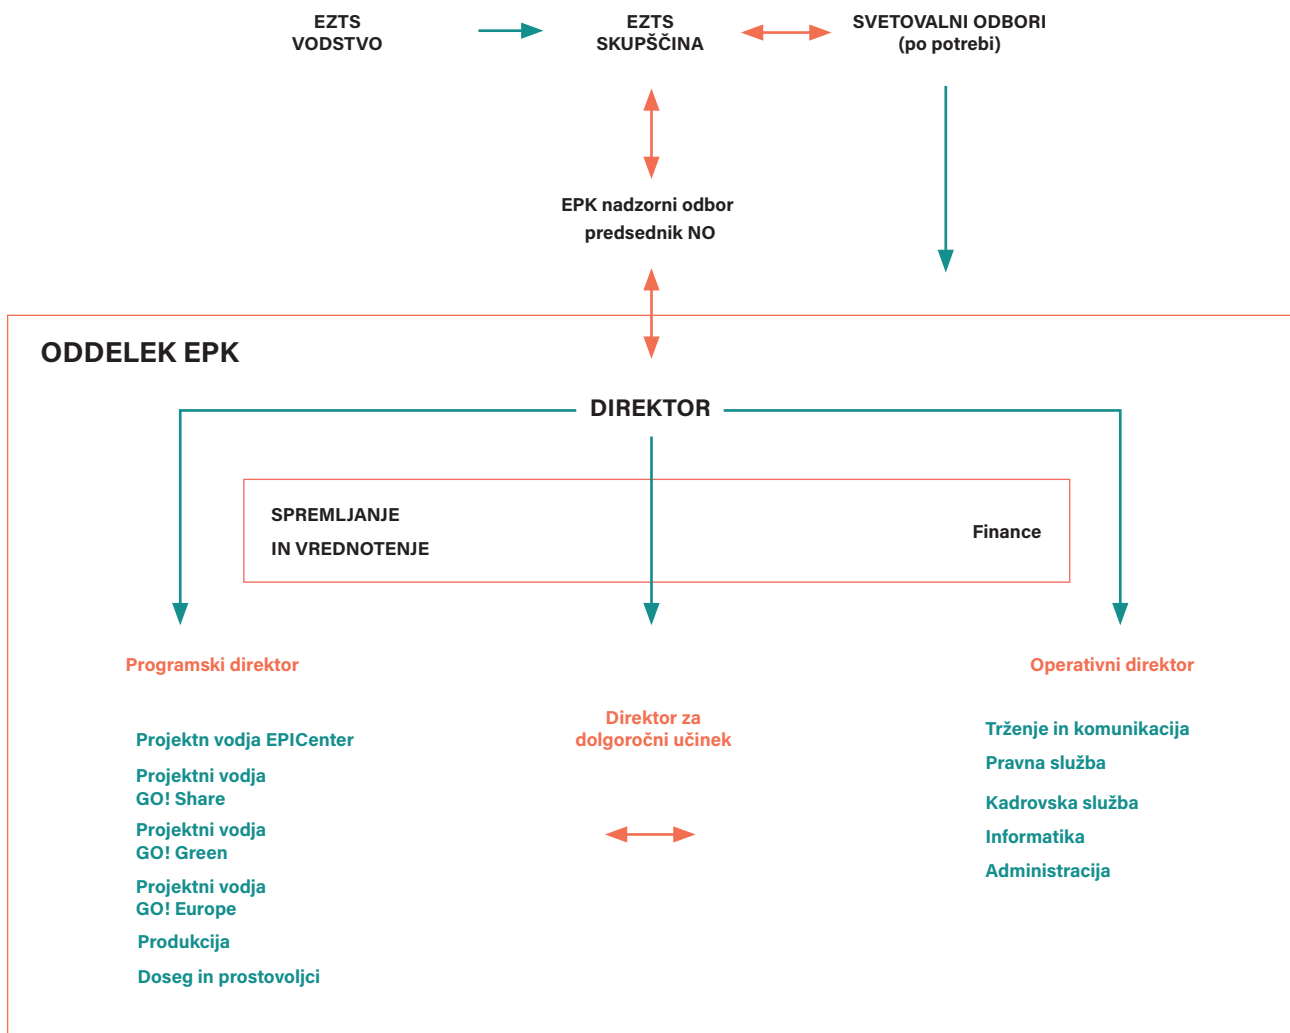 EZTS
VODSTVO
EZTS
SKUPŠČINA
SVETOVALNI ODBORI
(po potrebi)
EPK nadzorni odbor
predsednik NO
ODDELEK EPK
DIREKTOR
SPREMLJANJE
IN VREDNOTENJE
Finance
Programski direktor
Projektn vodja EPICenter
Projektni vodja
GO! Share
Projektni vodja
GO! Green
Projektni vodja
GO! Europe
Produkcija
Doseg in prostovoljci
Direktor za
dolgoročni učinek
Operativni direktor
Trženje in komunikacija
Pravna služba
Kadrovska služba
Informatika
Administracija